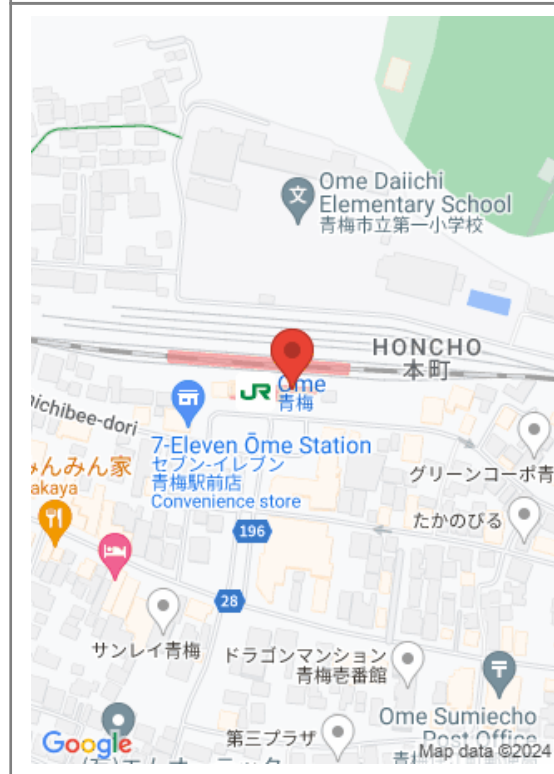 文
Ome Daiichi
Elementary School
青梅市立第一小学校
HONCHO
本町
JR
Ome
青梅
ichibee-dori
7-Eleven Ōme Station
セブン-イレブン
青梅駅前店
Convenience store
みんみん家
akaya
グリーンコーポ青
たかのびる
196
28
サンレイ青梅
ドラゴンマンション
青梅壱番館
〒
Ome Sumiecho
Post Office
第三プラザ
Google
Map data ©2024